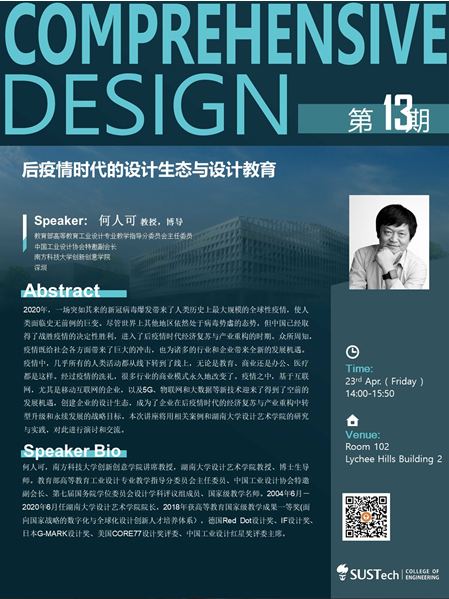 COMPREHENSIVE
DESIGN
第13期
后疫情时代的设计生态与设计教育
Speaker: 何人可 教授，博导
教育部高等教育工业设计专业教学指导分委员会主任委员
中国工业设计协会特邀副会长
南方科技大学创新创意学院
深圳
Abstract
2020年，一场突如其来的新冠病毒爆发带来了人类历史上最大规模的全球性疫情，使人
类面临史无前例的巨变。尽管世界上其他地区依然处于病毒势虐的态势，但中国已经取
得了战胜疫情的决定性胜利，进入了后疫情时代经济复苏与产业重构的时期。众所周知，
疫情既给社会各方面带来了巨大的冲击，也为诸多的行业和企业带来全新的发展机遇。
疫情中，几乎所有的人类活动都从线下转到了线上，无论是教育、商业还是办公、医疗
都是这样。经过疫情的洗礼，很多行业的商业模式永久地改变了。疫情之中，基于互联
网，尤其是移动互联网的企业，以及5G、物联网和大数据等新技术迎来了得到了空前的
发展机遇，创建企业的设计生态，成为了企业在后疫情时代的经济复苏与产业重构中转
型升级和永续发展的战略目标。本次讲座将用相关案例和湖南大学设计艺术学院的研究
与实践，对此进行演讨和交流。
Speaker Bio
何人可，南方科技大学创新创意学院讲席教授，湖南大学设计艺术学院教授、博士生导
师，教育部高等教育工业设计专业教学指导分委员会主任委员、中国工业设计协会特邀
副会长、第七届国务院学位委员会设计学科评议组成员、国家级教学名师。2004年6月－
2020年6月任湖南大学设计艺术学院院长，2018年获高等教育国家级教学成果一等奖(面
向国家战略的数字化与全球化设计创新人才培养体系），德国Red Dot设计奖、IF设计奖、
日本G-MARK设计奖、美国CORE77设计奖评委、中国工业设计红星奖评委主席。
Time:
23rd Apr. ( Friday )
14:00-15:50
Venue:
Room 102
Lychee Hills Building 2
SUSTech COLLEGE OF
ENGINEERING